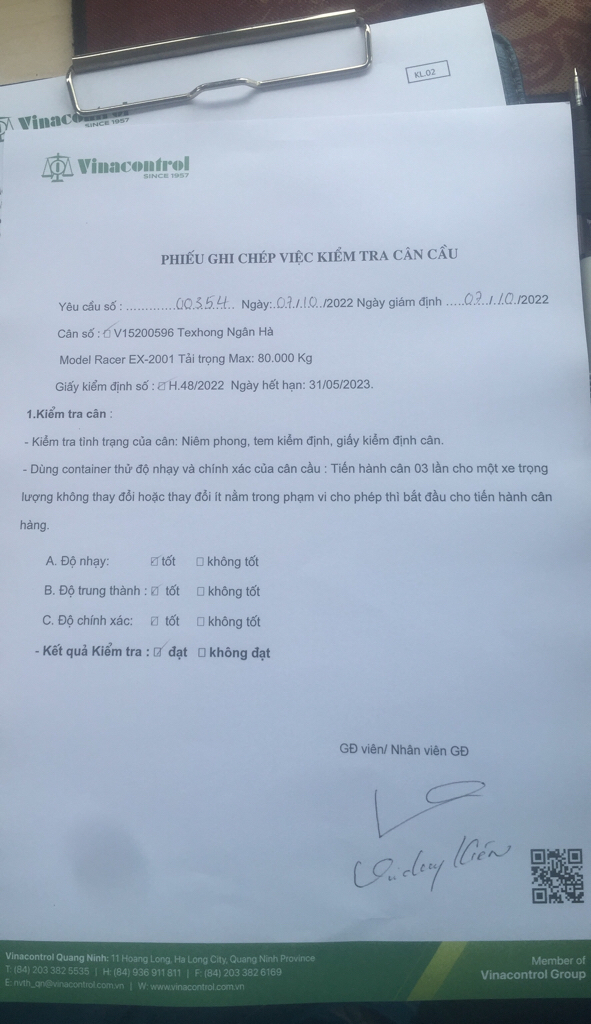 KL.02
Vinaco
SINCE 1957
Vinacontrol
SINCE 1957
PHIẾU GHI CHÉP VIỆC KIỂM TRA CÂN CẦU
Yêu cầu số : ..............00354.. Ngày:.07/.10./2022 Ngày giám định .....07./.10./2022
Cân số : ☑ V15200596 Texhong Ngân Hà
Model Racer EX-2001 Tải trọng Max: 80.000 Kg
Giấy kiểm định số : ☑ H.48/2022 Ngày hết hạn: 31/05/2023.
1.Kiểm tra cân :
- Kiểm tra tình trạng của cân: Niêm phong, tem kiểm định, giấy kiểm định cân.
- Dùng container thử độ nhạy và chính xác của cân cầu : Tiến hành cân 03 lần cho một xe trọng
lượng không thay đổi hoặc thay đổi ít nằm trong phạm vi cho phép thì bắt đầu cho tiến hành cân
hàng.
A. Độ nhạy: ☑ tốt ☐ không tốt
B. Độ trung thành : ☑ tốt ☐ không tốt
C. Độ chính xác: ☑ tốt ☐ không tốt
- Kết quả Kiểm tra : ☑ đạt ☐ không đạt
GĐ viên/ Nhân viên GĐ
Vũ duy Kiên
Vinacontrol Quang Ninh: 11 Hoang Long, Ha Long City, Quang Ninh Province
T: (84) 203 382 5535 | H: (84) 936 911 811 | F: (84) 203 382 6169
E: nvth_qn@vinacontrol.com.vn | W: www.vinacontrol.com.vn
Member of
Vinacontrol Group